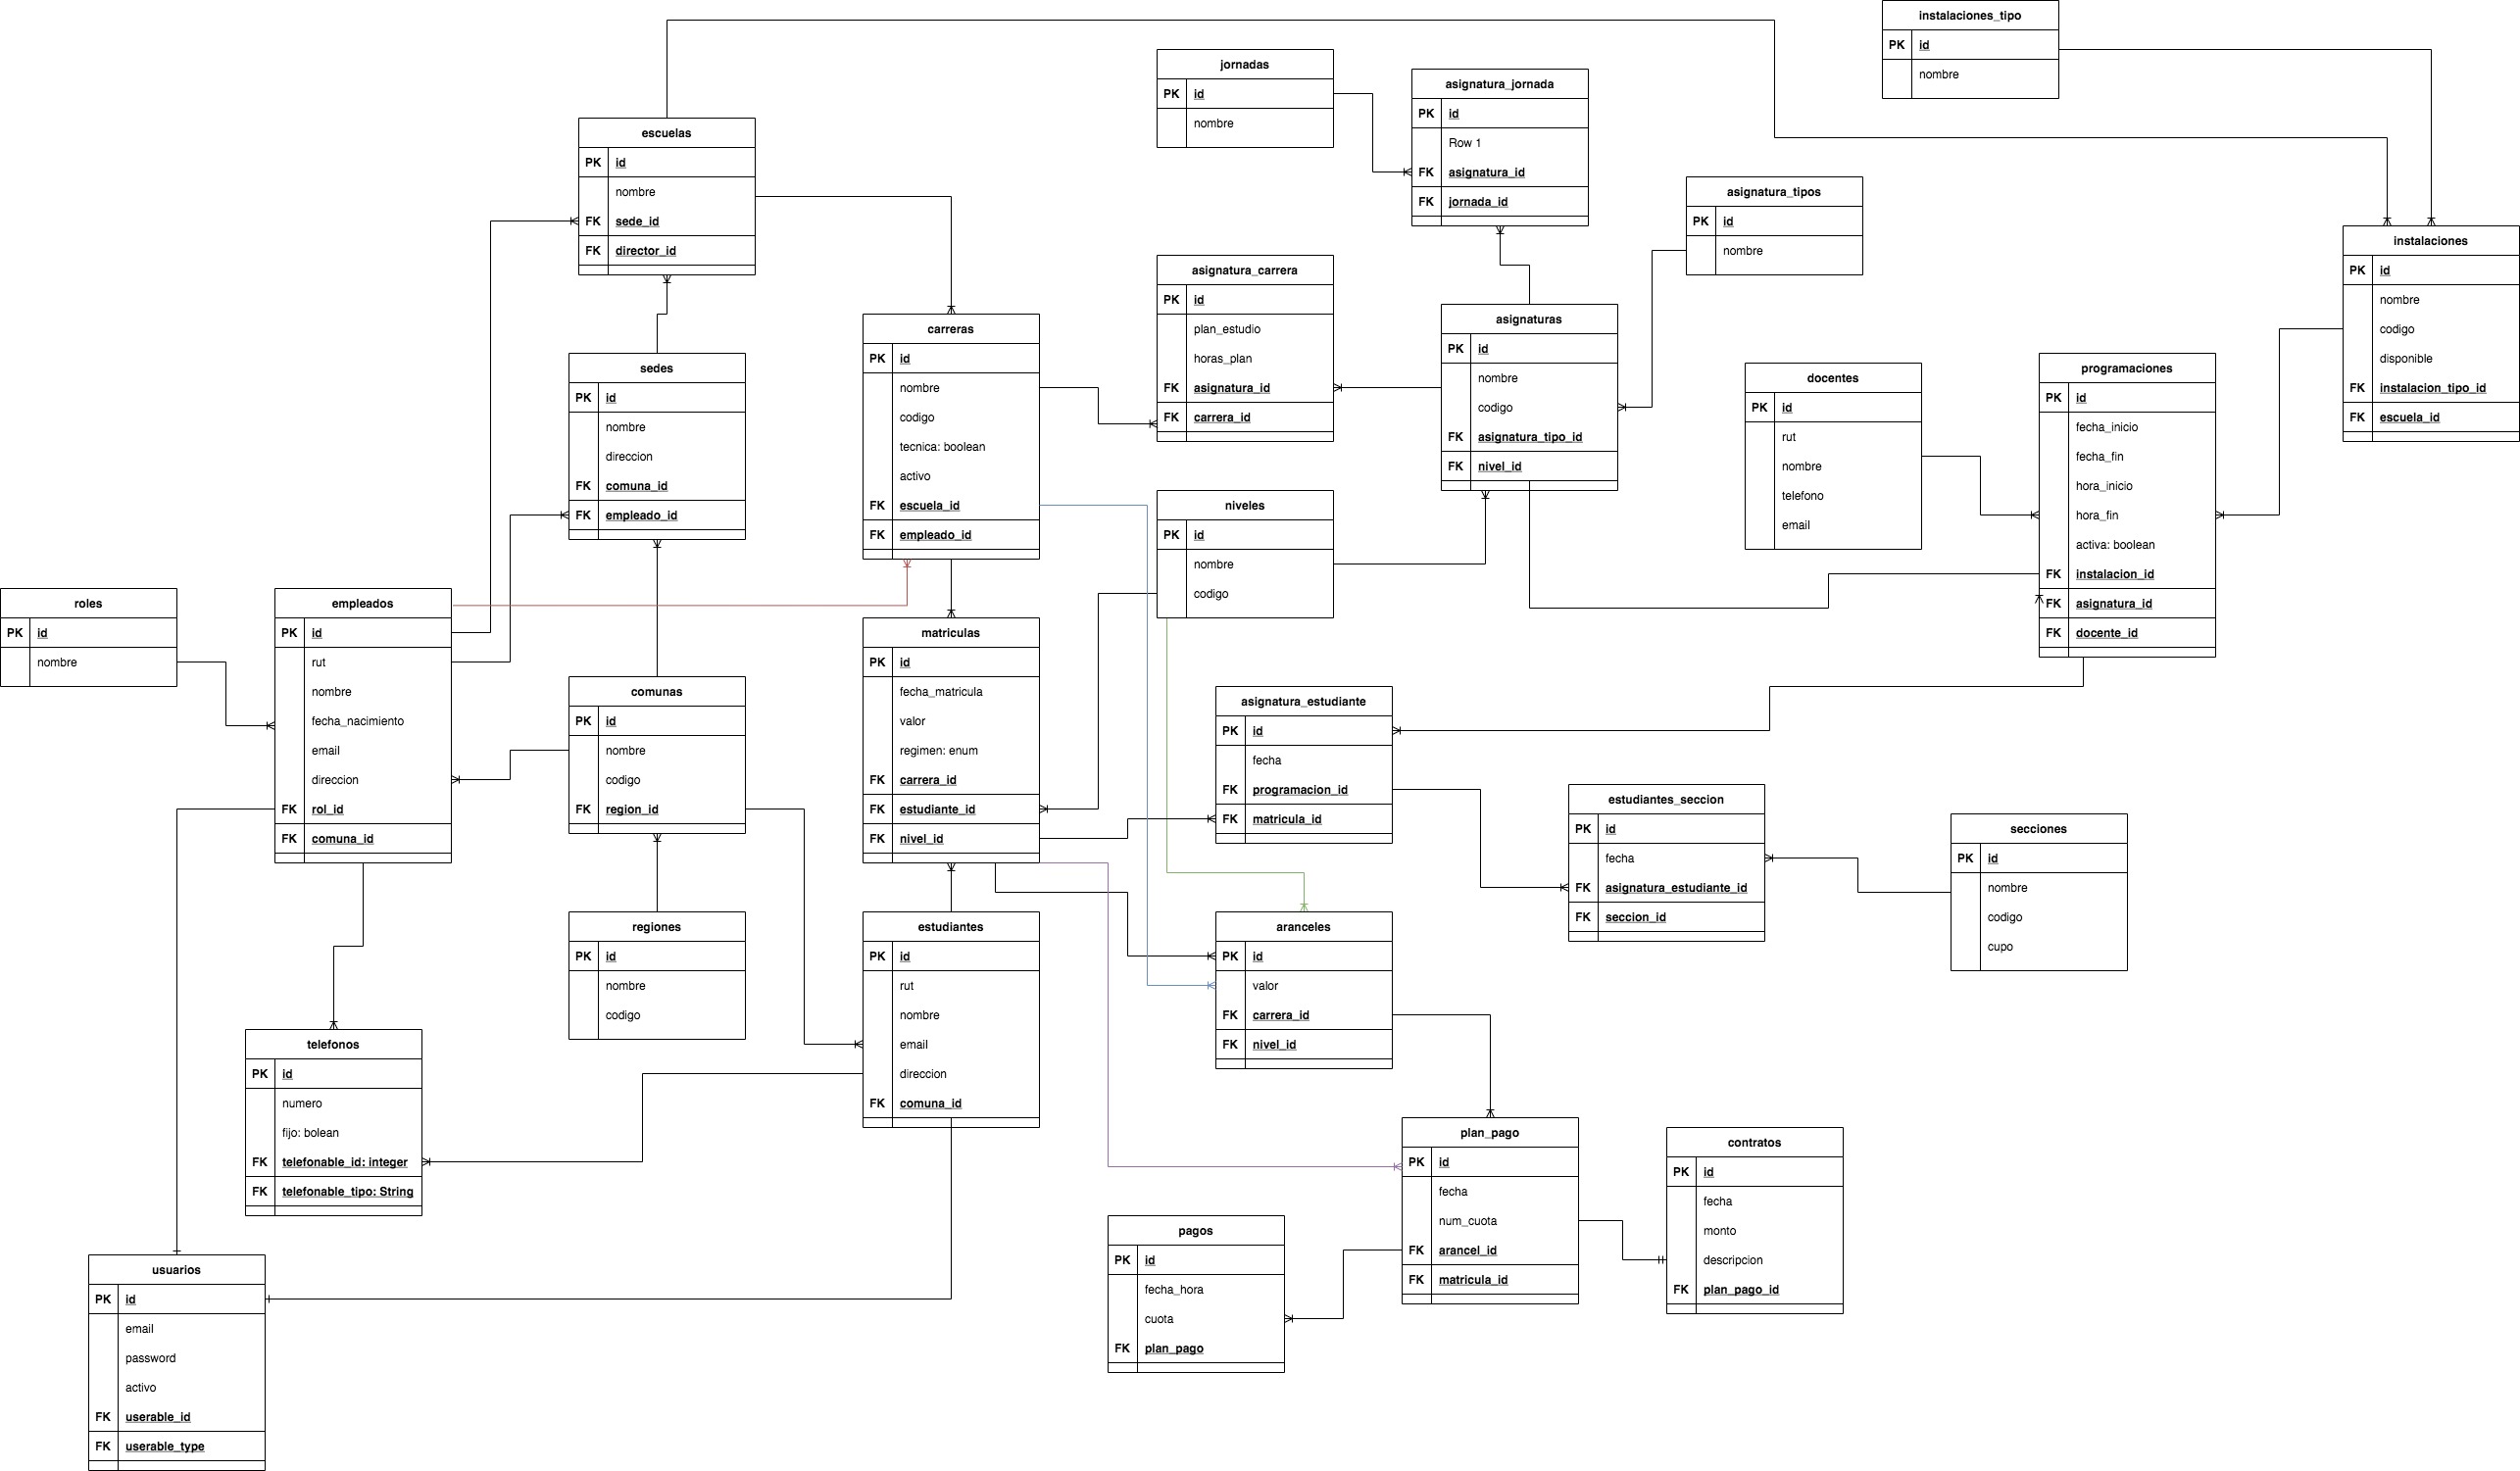 instalaciones_tipo
PK id
nombre
jornadas
PK id
nombre
asignatura_jornada
PK id
Row 1
FK asignatura_id
FK jornada_id
escuelas
PK id
nombre
FK sede_id
FK director_id
asignatura_tipos
PK id
nombre
instalaciones
PK id
nombre
codigo
disponible
FK instalacion_tipo_id
FK escuela_id
asignatura_carrera
PK id
plan_estudio
horas_plan
FK asignatura_id
FK carrera_id
carreras
PK id
nombre
codigo
tecnica: boolean
activo
FK escuela_id
FK empleado_id
asignaturas
PK id
nombre
codigo
FK asignatura_tipo_id
FK nivel_id
sedes
PK id
nombre
direccion
FK comuna_id
FK empleado_id
docentes
PK id
rut
nombre
telefono
email
programaciones
PK id
fecha_inicio
fecha_fin
hora_inicio
hora_fin
activa: boolean
FK instalacion_id
FK asignatura_id
FK docente_id
niveles
PK id
nombre
codigo
roles
PK id
nombre
empleados
PK id
rut
nombre
fecha_nacimiento
email
direccion
FK rol_id
FK comuna_id
matriculas
PK id
fecha_matricula
valor
regimen: enum
FK carrera_id
FK estudiante_id
FK nivel_id
comunas
PK id
nombre
codigo
FK region_id
asignatura_estudiante
PK id
fecha
FK programacion_id
FK matricula_id
estudiantes_seccion
PK id
fecha
FK asignatura_estudiante_id
FK seccion_id
secciones
PK id
nombre
codigo
cupo
regiones
PK id
nombre
codigo
estudiantes
PK id
rut
nombre
email
direccion
FK comuna_id
aranceles
PK id
valor
FK carrera_id
FK nivel_id
telefonos
PK id
numero
fijo: bolean
FK telefonable_id: integer
FK telefonable_tipo: String
plan_pago
PK id
fecha
num_cuota
FK arancel_id
FK matricula_id
contratos
PK id
fecha
monto
descripcion
FK plan_pago_id
pagos
PK id
fecha_hora
cuota
FK plan_pago
usuarios
PK id
email
password
activo
FK userable_id
FK userable_type